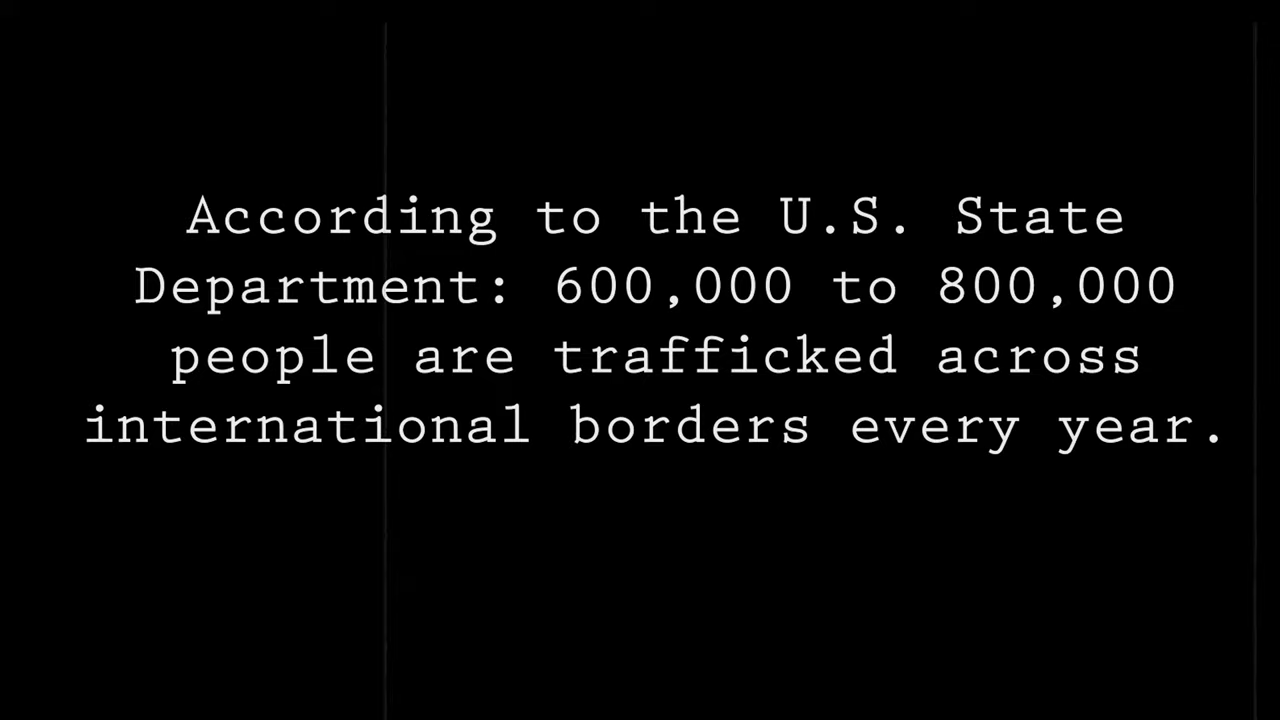 According to the U.S. State
Department: 600,000 to 800,000
people are trafficked across
international borders every year.